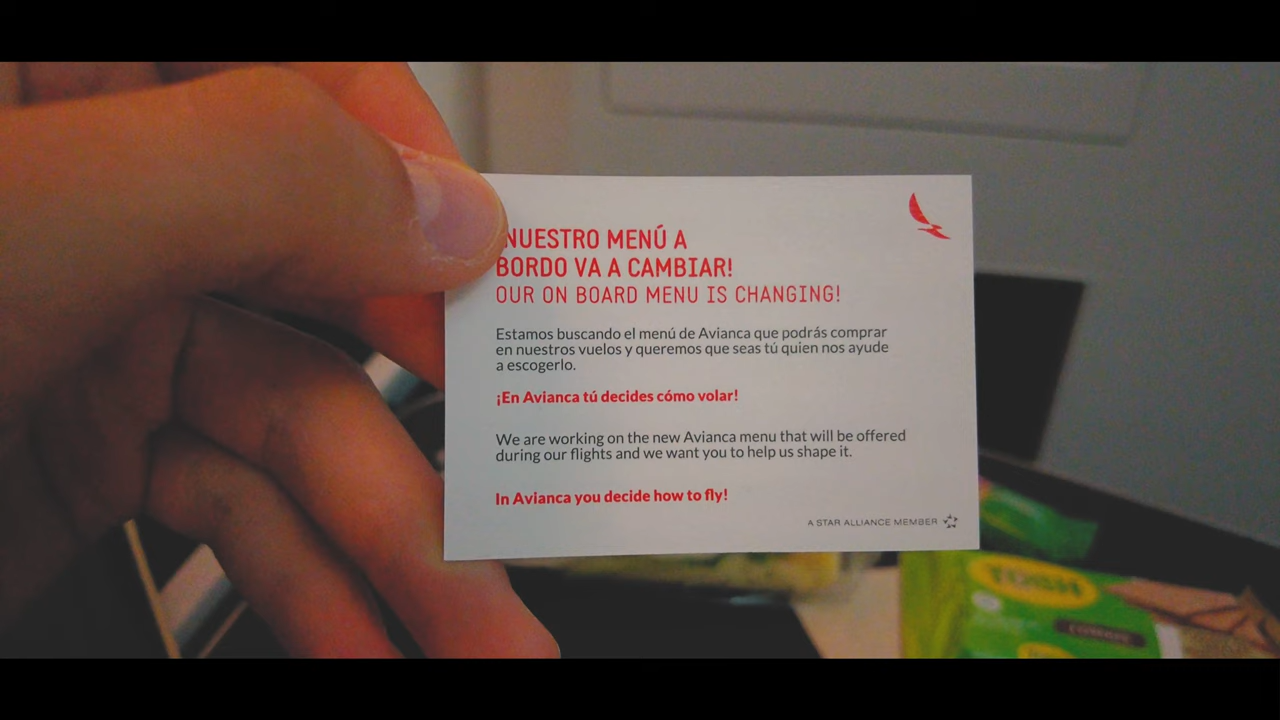 NUESTRO MENÚ A
BORDO VA A CAMBIAR!
OUR ON BOARD MENU IS CHANGING!
Estamos buscando el menú de Avianca que podrás comprar
en nuestros vuelos y queremos que seas tú quien nos ayude
a escogerlo.
¡En Avianca tú decides cómo volar!
We are working on the new Avianca menu that will be offered
during our flights and we want you to help us shape it.
In Avianca you decide how to fly!
A STAR ALLIANCE MEMBER
TOSH